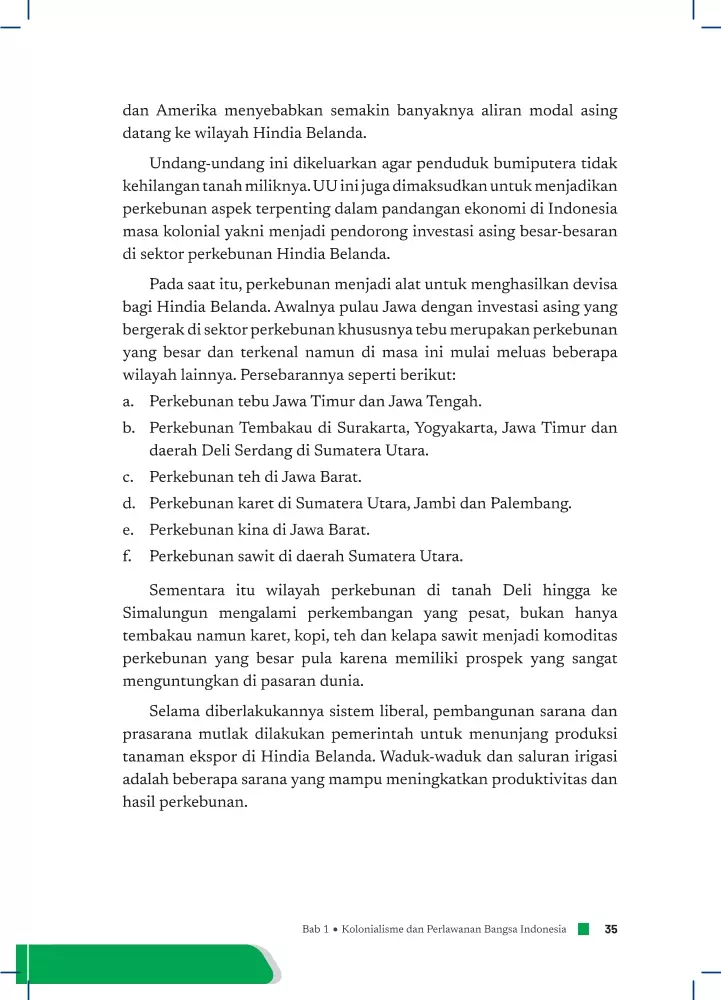 dan Amerika menyebabkan semakin banyaknya aliran modal asing
datang ke wilayah Hindia Belanda.
Undang-undang ini dikeluarkan agar penduduk bumiputera tidak
kehilangan tanah miliknya. UU ini juga dimaksudkan untuk menjadikan
perkebunan aspek terpenting dalam pandangan ekonomi di Indonesia
masa kolonial yakni menjadi pendorong investasi asing besar-besaran
di sektor perkebunan Hindia Belanda.
Pada saat itu, perkebunan menjadi alat untuk menghasilkan devisa
bagi Hindia Belanda. Awalnya pulau Jawa dengan investasi asing yang
bergerak di sektor perkebunan khususnya tebu merupakan perkebunan
yang besar dan terkenal namun di masa ini mulai meluas beberapa
wilayah lainnya. Persebarannya seperti berikut:
a. Perkebunan tebu Jawa Timur dan Jawa Tengah.
b. Perkebunan Tembakau di Surakarta, Yogyakarta, Jawa Timur dan
daerah Deli Serdang di Sumatera Utara.
c. Perkebunan teh di Jawa Barat.
d. Perkebunan karet di Sumatera Utara, Jambi dan Palembang.
e. Perkebunan kina di Jawa Barat.
f. Perkebunan sawit di daerah Sumatera Utara.
Sementara itu wilayah perkebunan di tanah Deli hingga ke
Simalungun mengalami perkembangan yang pesat, bukan hanya
tembakau namun karet, kopi, teh dan kelapa sawit menjadi komoditas
perkebunan yang besar pula karena memiliki prospek yang sangat
menguntungkan di pasaran dunia.
Selama diberlakukannya sistem liberal, pembangunan sarana dan
prasarana mutlak dilakukan pemerintah untuk menunjang produksi
tanaman ekspor di Hindia Belanda. Waduk-waduk dan saluran irigasi
adalah beberapa sarana yang mampu meningkatkan produktivitas dan
hasil perkebunan.
Bab 1 • Kolonialisme dan Perlawanan Bangsa Indonesia 35